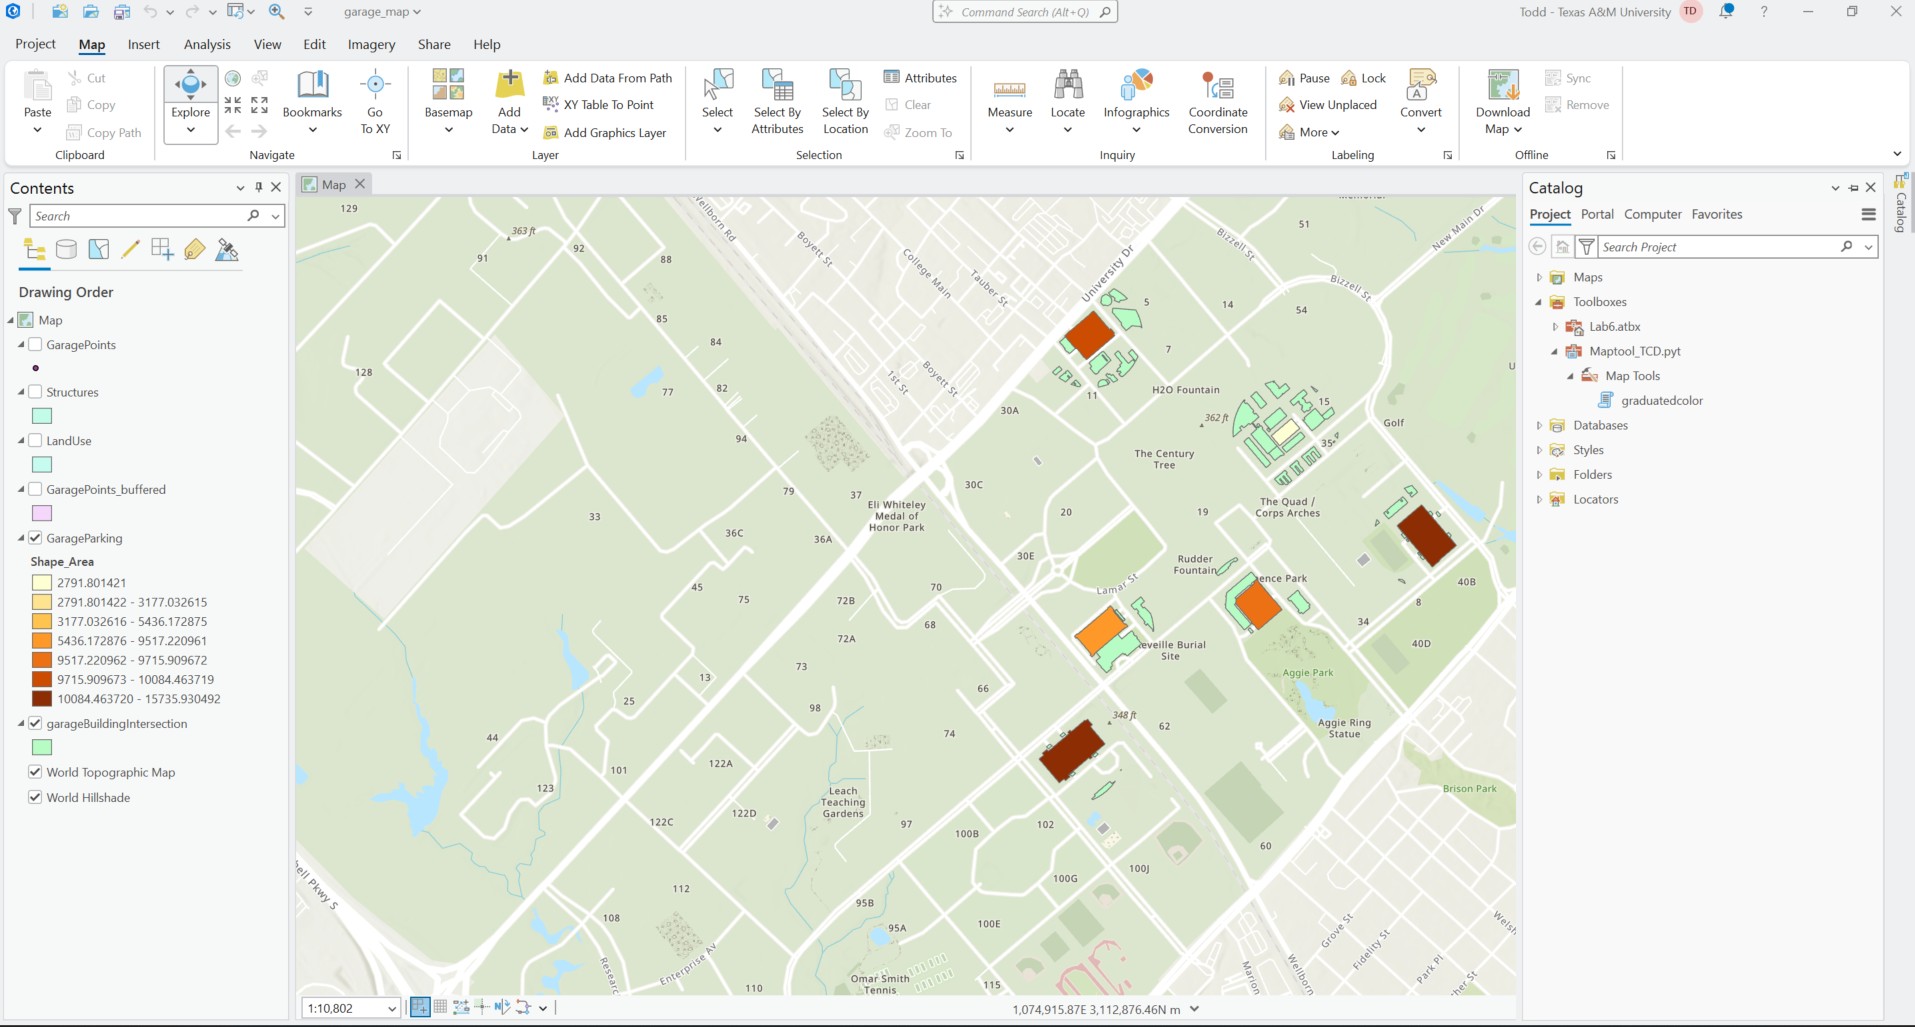 garage_map
Command Search (Alt+Q)
Todd - Texas A&M University
TD
?
Project
Map
Insert
Analysis
View
Edit
Imagery
Share
Help
Paste
Cut
Copy
Copy Path
Clipboard
Explore
Bookmarks
Go
To XY
Navigate
Basemap
Add
Data
Add Data From Path
XY Table To Point
Add Graphics Layer
Layer
Select
Select By
Attributes
Select By
Location
Attributes
Clear
Zoom To
Selection
Measure
Locate
Infographics
Coordinate
Conversion
Inquiry
Pause
Lock
View Unplaced
More
Convert
Labeling
Download
Map
Sync
Remove
Offline
Contents
Search
Drawing Order
Map
GaragePoints
Structures
LandUse
GaragePoints_buffered
GarageParking
Shape_Area
2791.801421
2791.801422 - 3177.032615
3177.032616 - 5436.172875
5436.172876 - 9517.220961
9517.220962 - 9715.909672
9715.909673 - 10084.463719
10084.463720 - 15735.930492
garageBuildingIntersection
World Topographic Map
World Hillshade
Map
129
363 ft
92
91
88
Wellborn Rd
Boyett St
College Main
Tauber St
University Dr
51
Bizzell St
New Main Dr
Bizzell St
85
84
128
77
82
1st St
Boyett St
5
14
54
7
H2O Fountain
11
30A
362 ft
15
35
Golf
94
The Century
Tree
79
37
30C
Eli Whiteley
Medal of
Honor Park
The Quad /
Corps Arches
33
36C
36A
20
19
30E
Rudder
Fountain
ence Park
Lamar St
40B
45
75
72B
70
72A
68
8
34
40D
Reveille Burial
Site
Aggie Park
73
13
66
25
98
348 ft
62
Aggie Ring
Statue
44
74
101
122A
123
Leach
Teaching
Gardens
Brison Park
122C
122D
97
100B
102
60
100J
100G
112
95B
108
95A
100E
Grove St
Fidelity St
Park Pl
Welsh
ell Pkwy S
Research
Enterprise Av
110
Omar Smith
Tennis
115
Marion
Wellborn
1:10,802
1,074,915.87E 3,112,876.46N m
Catalog
Project
Portal
Computer
Favorites
Search Project
Maps
Toolboxes
Lab6.atbx
Maptool_TCD.pyt
Map Tools
graduatedcolor
Databases
Styles
Folders
Locators
Catalog